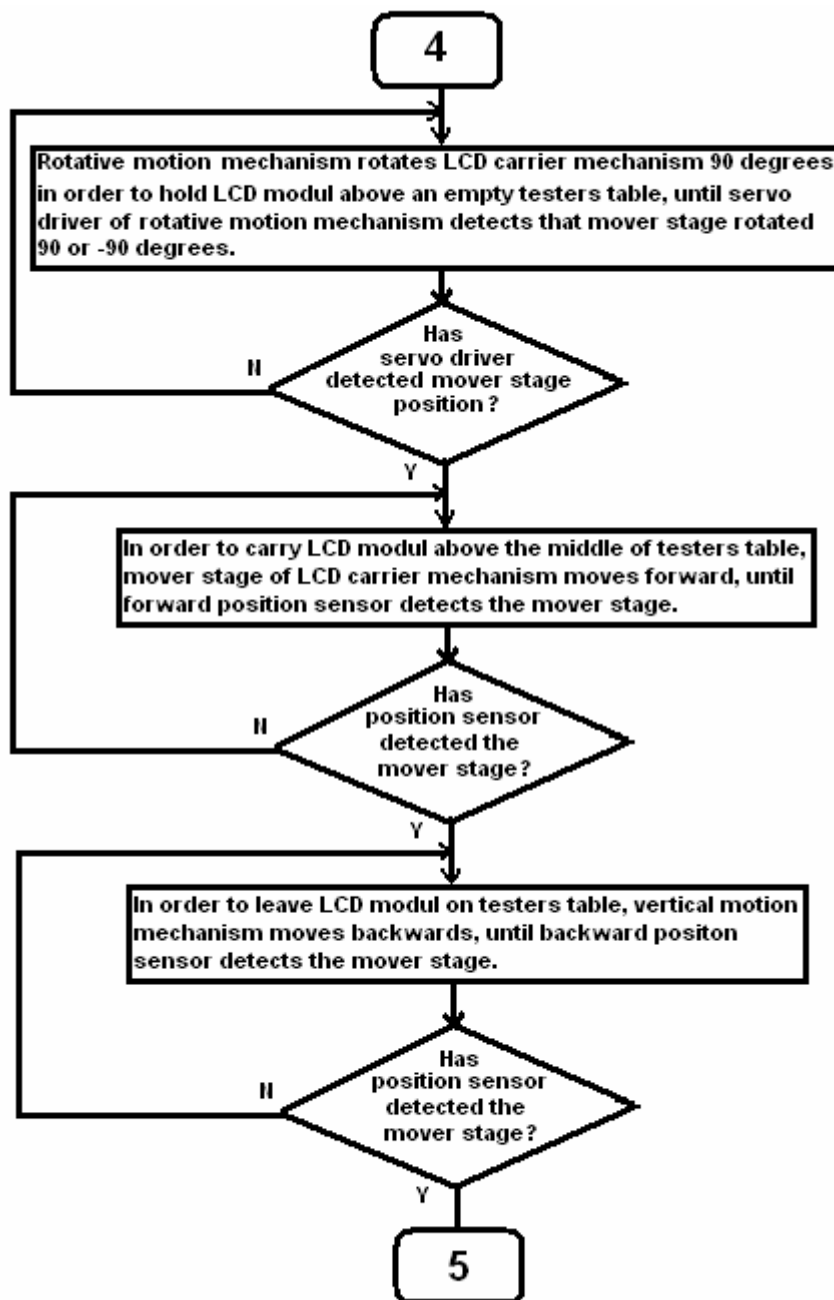 4
Rotative motion mechanism rotates LCD carrier mechanism 90 degrees
in order to hold LCD modul above an empty testers table, until servo
driver of rotative motion mechanism detects that mover stage rotated
90 or -90 degrees.
Has
servo driver
detected mover stage
position?
N
Y
In order to carry LCD modul above the middle of testers table,
mover stage of LCD carrier mechanism moves forward, until
forward position sensor detects the mover stage.
Has
position sensor
detected the
mover stage?
N
Y
In order to leave LCD modul on testers table, vertical motion
mechanism moves backwards, until backward positon
sensor detects the mover stage.
Has
position sensor
detected the
mover stage?
N
Y
5